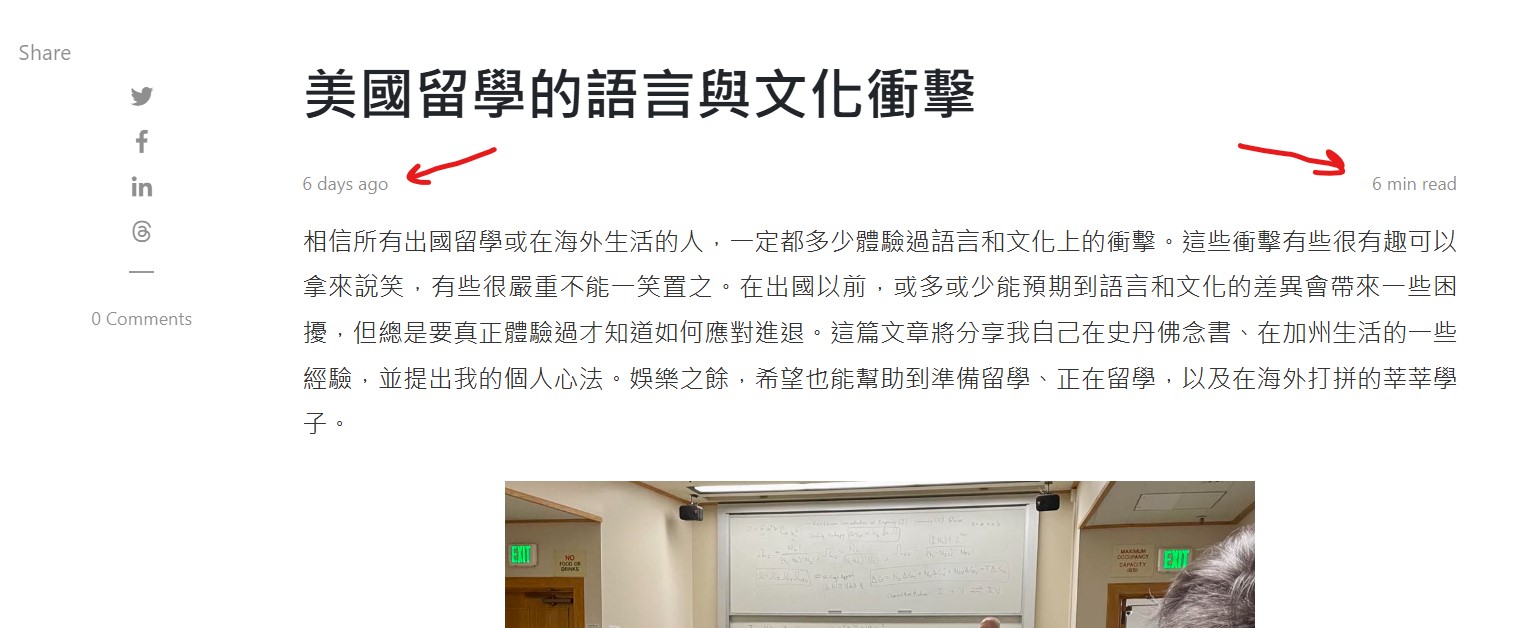 Share
美國留學的語言與文化衝擊
6 days ago
6 min read
相信所有出國留學或在海外生活的人，一定都多少體驗過語言和文化上的衝擊。這些衝擊有些很有趣可以
拿來說笑，有些很嚴重不能一笑置之。在出國以前，或多或少能預期到語言和文化的差異會帶來一些困
擾，但總是要真正體驗過才知道如何應對進退。這篇文章將分享我自己在史丹佛念書、在加州生活的一些
經驗，並提出我的個人心法。娛樂之餘，希望也能幫助到準備留學、正在留學，以及在海外打拼的莘莘學
子。
0 Comments
EXIT
NO
FOOD OR
DRINKS
MAXIMUM
OCCUPANCY
CAPACITY
EXIT